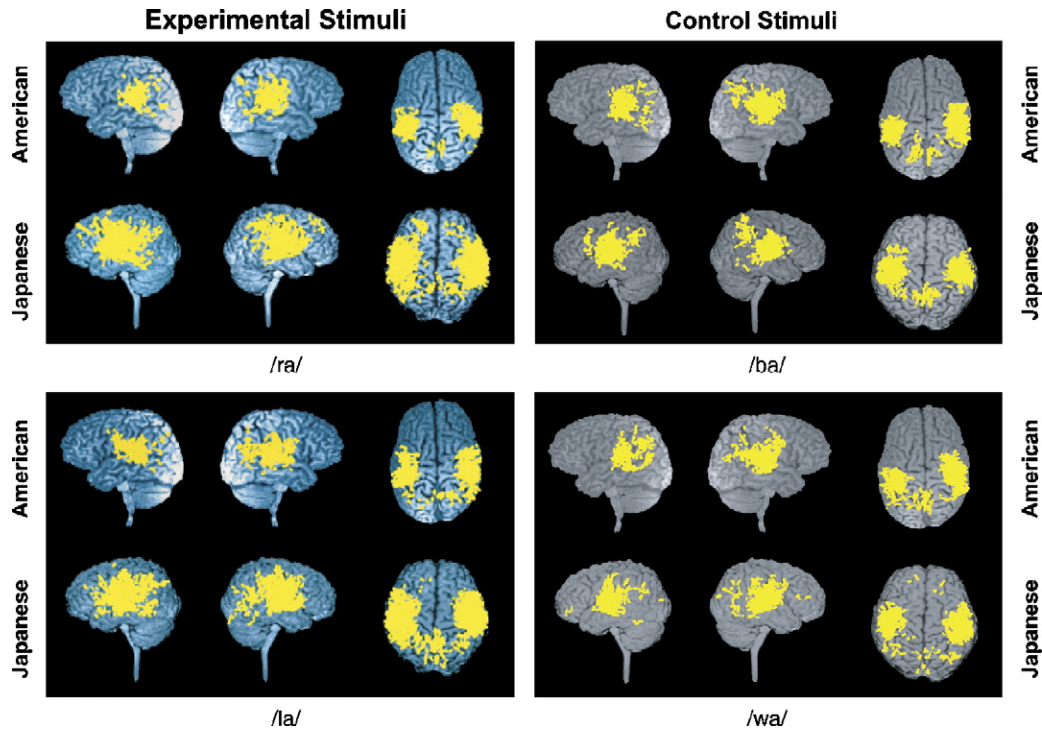 Experimental Stimuli
Control Stimuli
American
Japanese
American
Japanese
/ra/
/ba/
American
Japanese
American
Japanese
/la/
/wa/